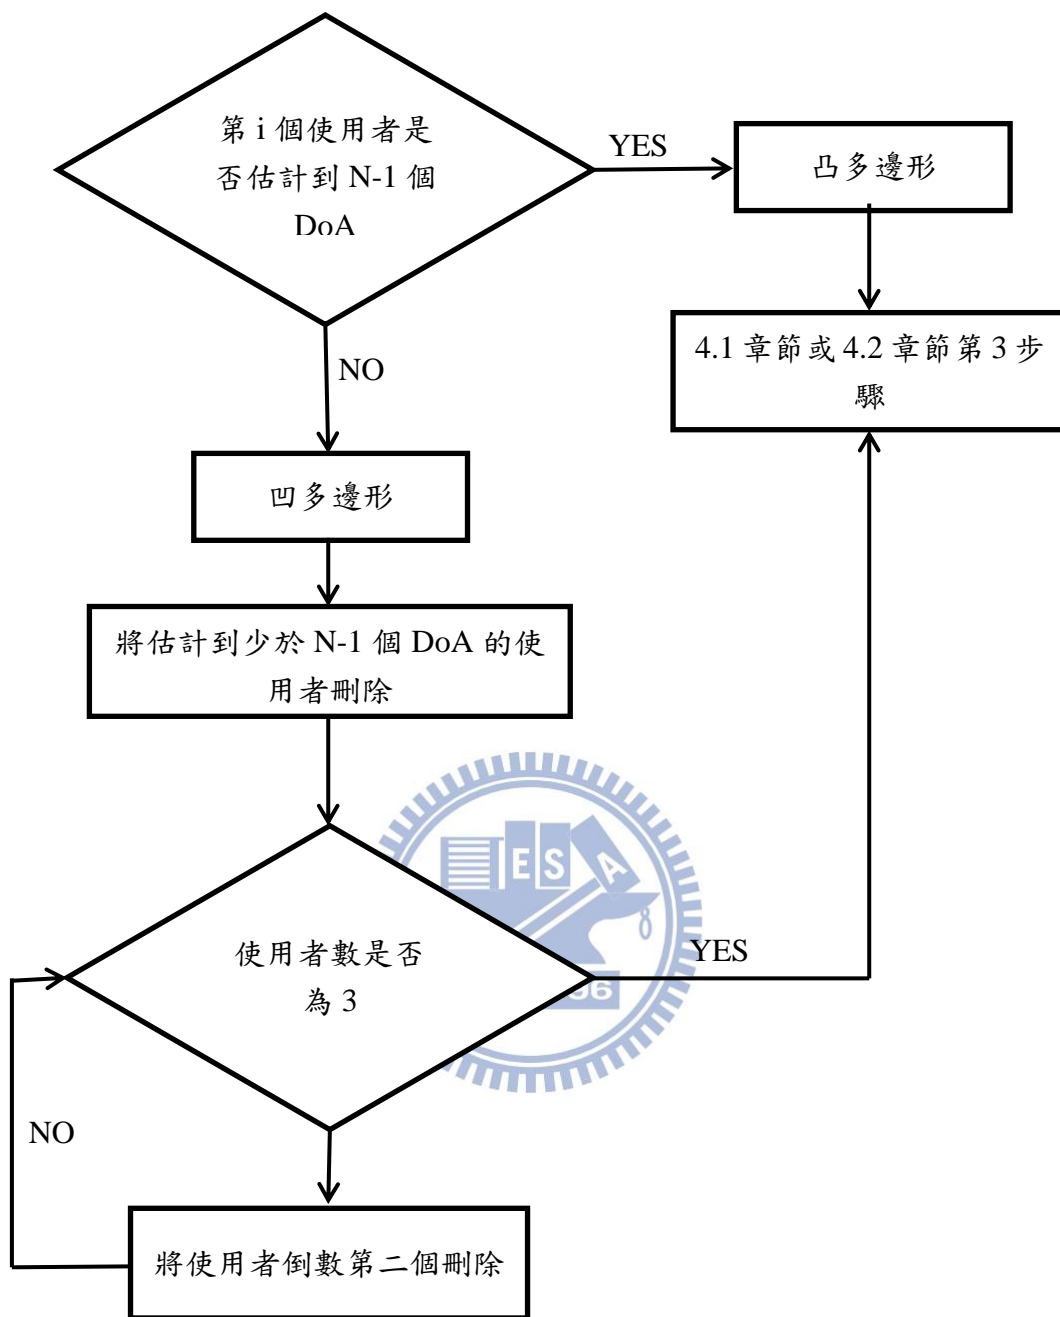 第 i 個使用者是
否估計到 N-1 個
DoA
YES
凸多邊形
4.1 章節或 4.2 章節第 3 步
驟
NO
凹多邊形
將估計到少於 N-1 個 DoA 的使
用者刪除
E S A
使用者數是否
為 3
YES
96
NO
將使用者倒數第二個刪除